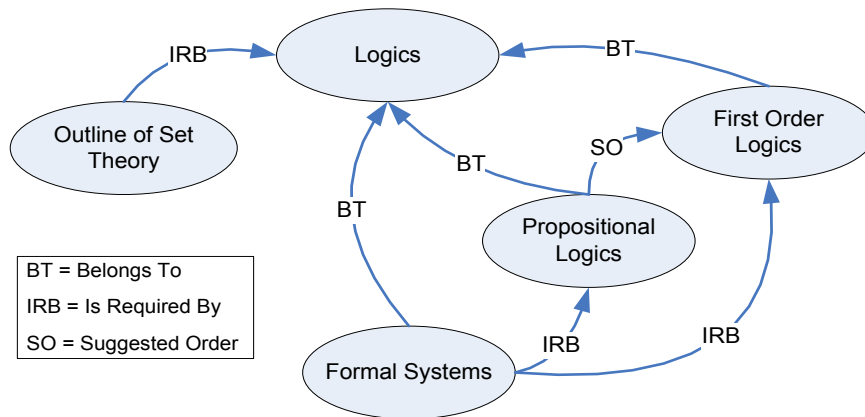 IRB
Logics
BT
Outline of Set
Theory
First Order
Logics
SO
BT
BT
Propositional
Logics
BT = Belongs To
IRB = Is Required By
SO = Suggested Order
IRB
IRB
Formal Systems